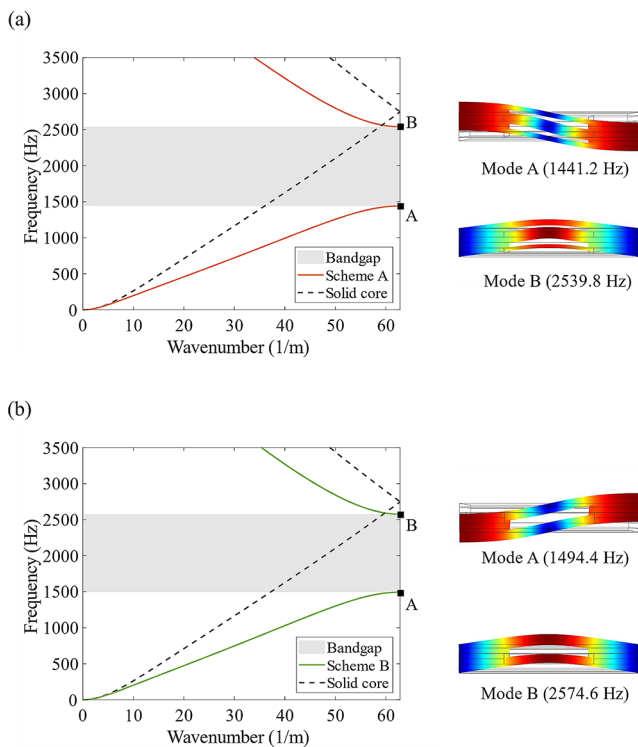 (a)
3500
3000
2500
2000
1500
1000
500
0
Frequency (Hz)
B
A
Bandgap
Scheme A
Solid core
0 10 20 30 40 50 60
Wavenumber (1/m)
Mode A (1441.2 Hz)
Mode B (2539.8 Hz)
(b)
3500
3000
2500
2000
1500
1000
500
0
Frequency (Hz)
B
A
Bandgap
Scheme B
Solid core
0 10 20 30 40 50 60
Wavenumber (1/m)
Mode A (1494.4 Hz)
Mode B (2574.6 Hz)